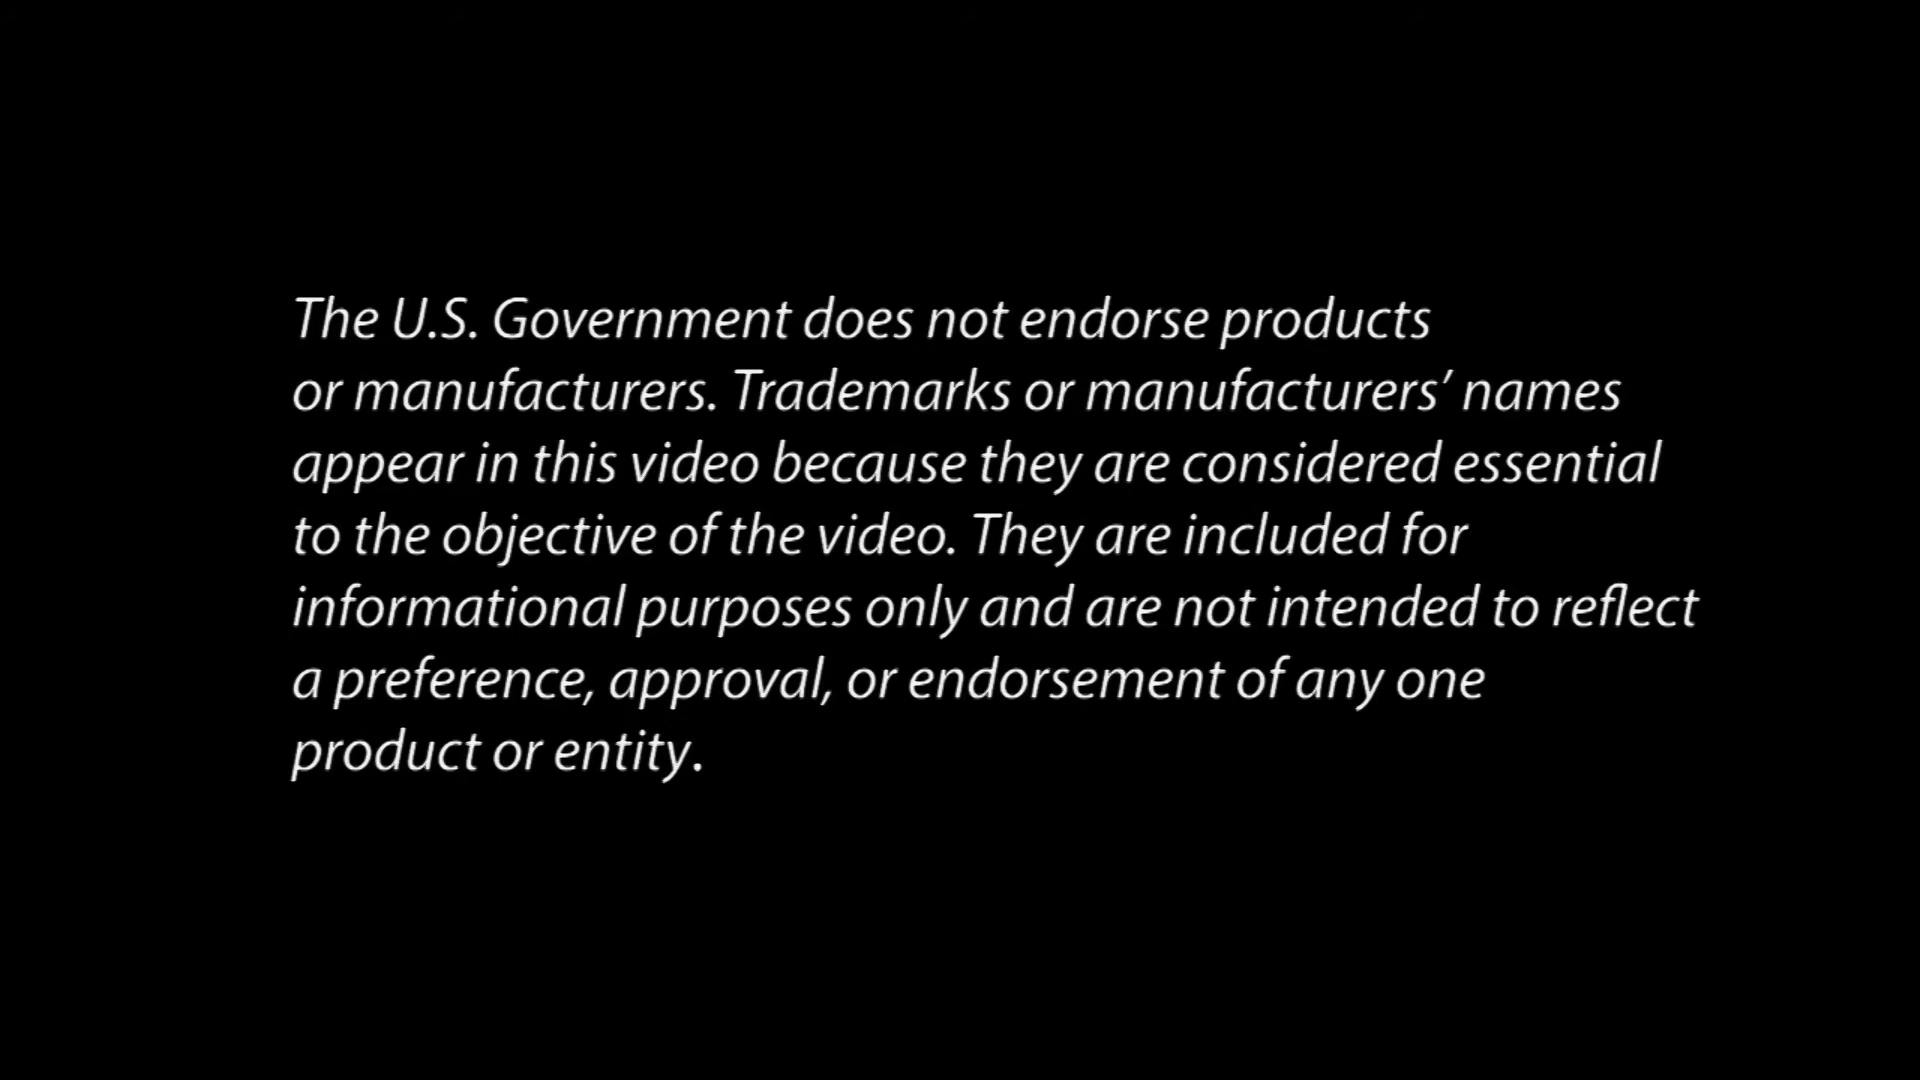 The U.S. Government does not endorse products
or manufacturers. Trademarks or manufacturers’ names
appear in this video because they are considered essential
to the objective of the video. They are included for
informational purposes only and are not intended to reflect
a preference, approval, or endorsement of any one
product or entity.